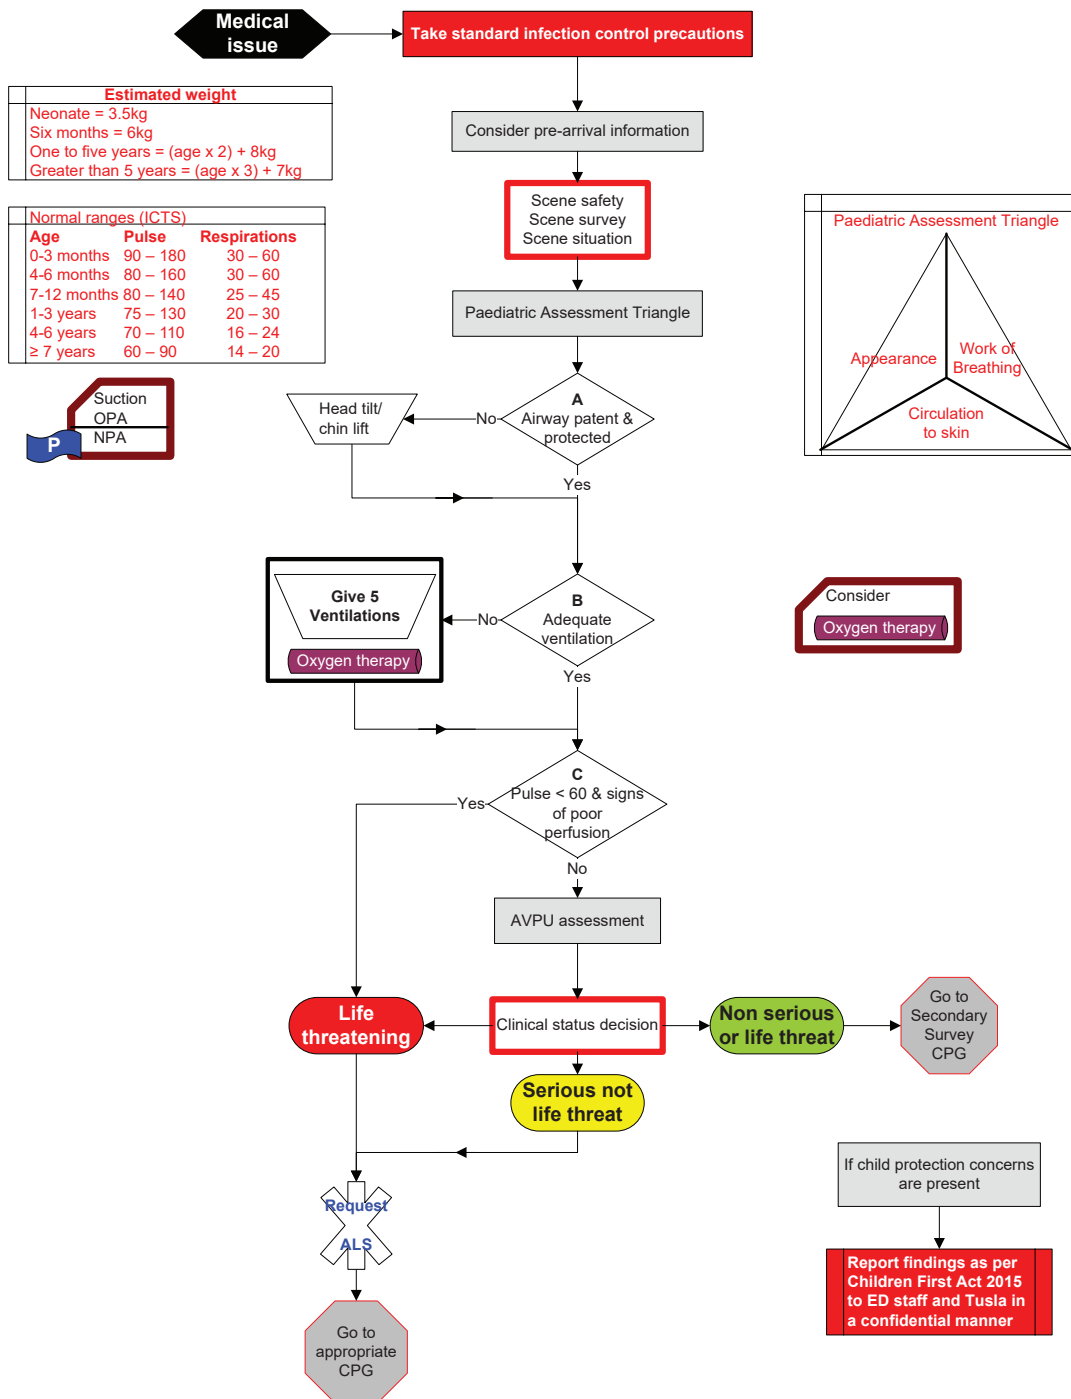 Medical
issue
Take standard infection control precautions
Estimated weight
Neonate = 3.5kg
Six months = 6kg
One to five years = (age x 2) + 8kg
Greater than 5 years = (age x 3) + 7kg
Consider pre-arrival information
Scene safety
Scene survey
Scene situation
Normal ranges (ICTS)
Age Pulse Respirations
0-3 months 90 – 180 30 – 60
4-6 months 80 – 160 30 – 60
7-12 months 80 – 140 25 – 45
1-3 years 75 – 130 20 – 30
4-6 years 70 – 110 16 – 24
≥ 7 years 60 – 90 14 – 20
Paediatric Assessment Triangle
Appearance
Work of
Breathing
Circulation
to skin
Paediatric Assessment Triangle
Suction
OPA
NPA
P
Head tilt/
chin lift
No
A
Airway patent &
protected
Yes
Give 5
Ventilations
Oxygen therapy
No
B
Adequate
ventilation
Yes
Consider
Oxygen therapy
C
Pulse < 60 & signs
of poor
perfusion
Yes
No
AVPU assessment
Life
threatening
Clinical status decision
Non serious
or life threat
Go to
Secondary
Survey
CPG
Serious not
life threat
Request
ALS
Go to
appropriate
CPG
If child protection concerns
are present
Report findings as per
Children First Act 2015
to ED staff and Tusla in
a confidential manner